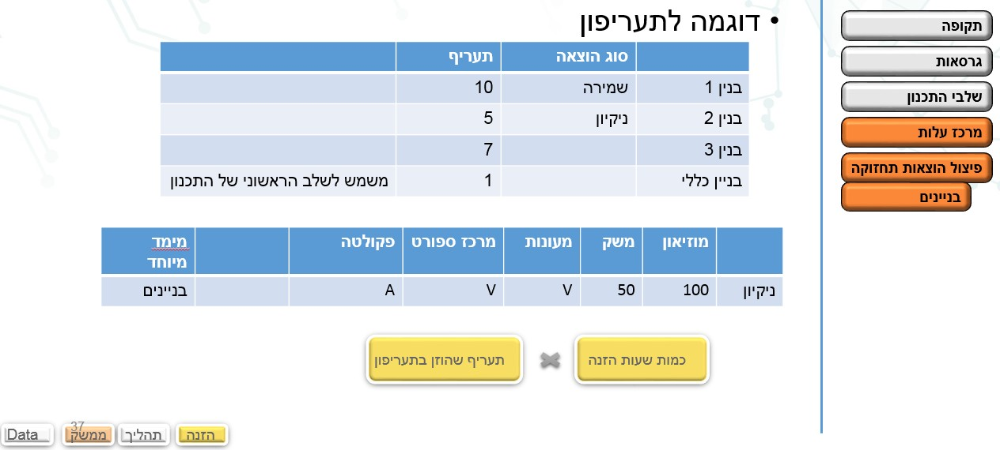 • דוגמה לתעריפון
סוג הוצאה תעריף
בנין 1 שמירה 10
בנין 2 ניקיון 5
בנין 3 7
בניין כללי 1 משמש לשלב הראשוני של התכנון
מוזיאון משק מעונות מרכז ספורט פקולטה מימד
מיוחד
ניקיון 100 50 V V A בניינים
כמות שעות הזנה ✖ תעריף שהוזן בתעריפון
תקופה
גרסאות
שלבי התכנון
מרכז עלות
פיצול הוצאות תחזוקה
בניינים
הזנה תהליך ממשק Data
37